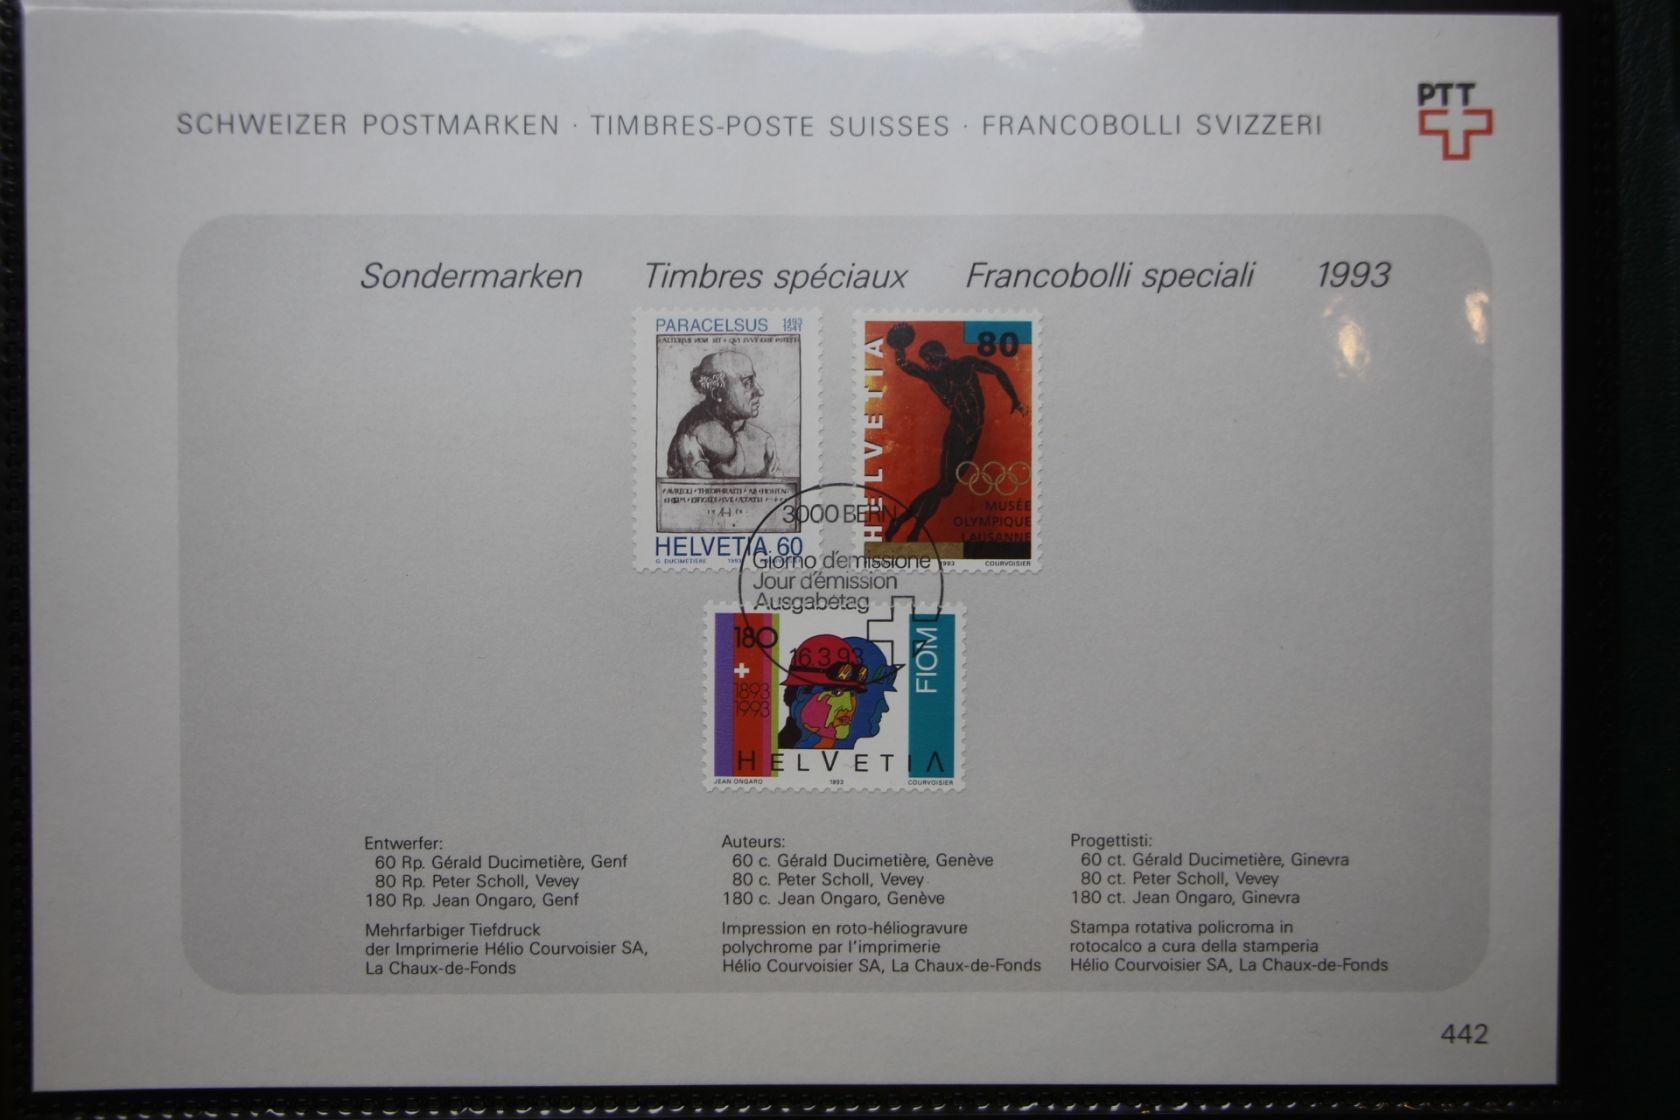 SCHWEIZER POSTMARKEN · TIMBRES-POSTE SUISSES · FRANCOBOLLI SVIZZERI
PTT
Sondermarken Timbres spéciaux Francobolli speciali 1993
PARACELSUS 1493
1541
HELVETIA 60
G. DUCIMETIÈRE 1993
80
HELVETIA
MUSÉE
OLYMPIQUE
LAUSANNE
1993 COURVOISIER
3000 BERN
Giorno d'emissione
Jour d'émission
Ausgabetag
16.3.93
180
1893
1993
FIOM
HELVETIA
JEAN ONGARO 1993 COURVOISIER
Entwerfer:
60 Rp. Gérald Ducimetière, Genf
80 Rp. Peter Scholl, Vevey
180 Rp. Jean Ongaro, Genf
Mehrfarbiger Tiefdruck
der Imprimerie Hélio Courvoisier SA,
La Chaux-de-Fonds
Auteurs:
60 c. Gérald Ducimetière, Genève
80 c. Peter Scholl, Vevey
180 c. Jean Ongaro, Genève
Impression en roto-héliogravure
polychrome par l'imprimerie
Hélio Courvoisier SA, La Chaux-de-Fonds
Progettisti:
60 ct. Gérald Ducimetière, Ginevra
80 ct. Peter Scholl, Vevey
180 ct. Jean Ongaro, Ginevra
Stampa rotativa policroma in
rotocalco a cura della stamperia
Hélio Courvoisier SA, La Chaux-de-Fonds
442